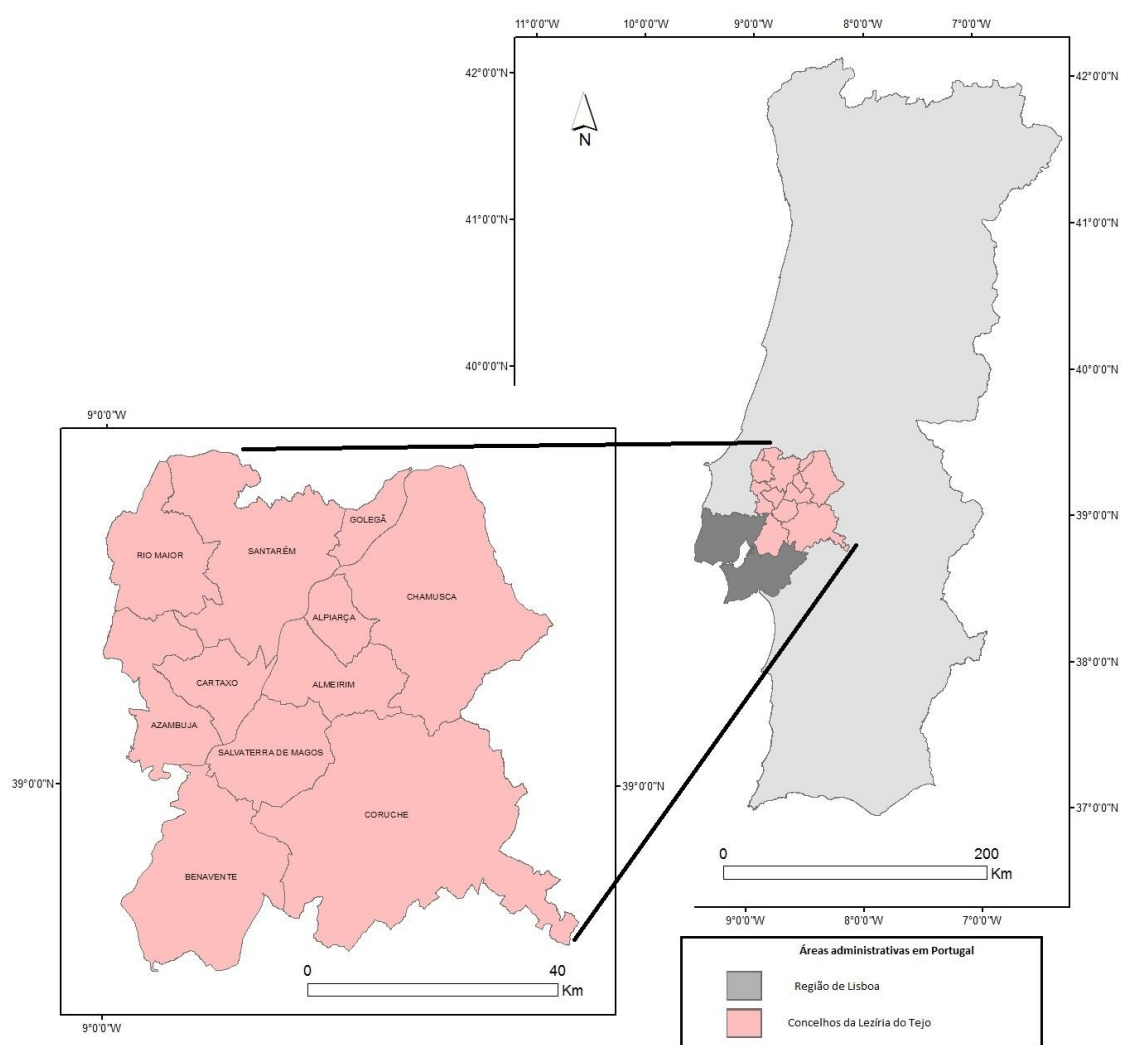 11°0'0"W 10°0'0"W 9°0'0"W 8°0'0"W 7°0'0"W
42°0'0"N 42°0'0"N
N
41°0'0"N 41°0'0"N
40°0'0"N 40°0'0"N
9°0'0"W
39°0'0"N
GOLEGÃ
RIO MAIOR
SANTARÉM
CHAMUSCA
ALPIARÇA
38°0'0"N
CARTAXO
ALMEIRIM
AZAMBUJA
SALVATERRA DE MAGOS
39°0'0"N 39°0'0"N
37°0'0"N
CORUCHE
0 200
Km
BENAVENTE
9°0'0"W 8°0'0"W 7°0'0"W
0 40
Km
9°0'0"W
Áreas administrativas em Portugal
Região de Lisboa
Concelhos da Lezíria do Tejo